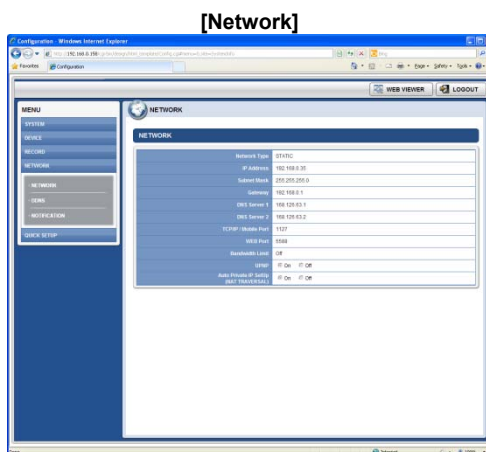 [Network]
Configuration - Windows Internet Explorer
Favorites Configuration
Page Safety Tools
WEB VIEWER LOGOUT
MENU
SYSTEM
DEVICE
RECORD
NETWORK
- NETWORK
- DDNS
- NOTIFICATION
QUICK SETUP
NETWORK
NETWORK
Network Type STATIC
IP Address 192.168.0.35
Subnet Mask 255.255.255.0
Gateway 192.168.0.1
DNS Server 1 168.126.63.1
DNS Server 2 168.126.63.2
TCP/IP / Mobile Port
WEB Port
Bandwidth Limit Off
UPNP On Off
Auto Private IP SetUp On Off
(NAT TRAVERSAL)
Internet